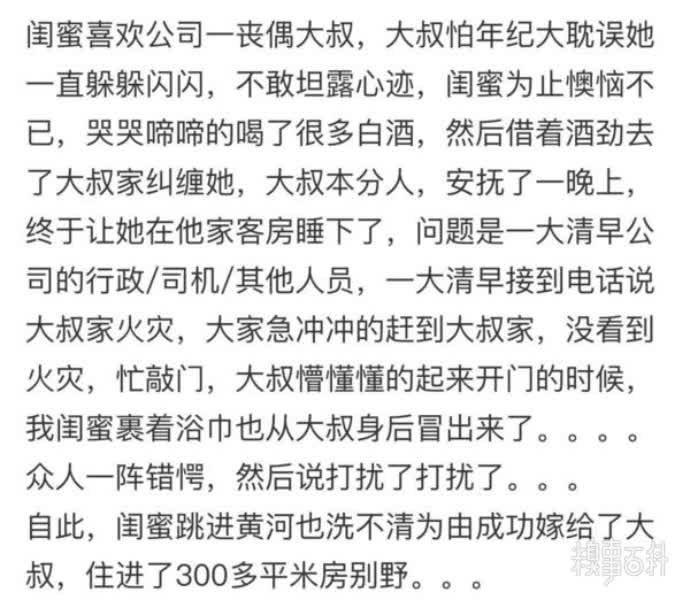 闺蜜喜欢公司一丧偶大叔，大叔怕年纪大耽误她
一直躲躲闪闪，不敢坦露心迹，闺蜜为止懊恼不
已，哭哭啼啼的喝了很多白酒，然后借着酒劲去
了大叔家纠缠她，大叔本分人，安抚了一晚上，
终于让她在他家客房睡下了，问题是一大清早公
司的行政/司机/其他人员，一大清早接到电话说
大叔家火灾，大家急冲冲的赶到大叔家，没看到
火灾，忙敲门，大叔懵懂懂的起来开门的时候，
我闺蜜裹着浴巾也从大叔身后冒出来了。。。。
众人一阵错愕，然后说打扰了打扰了。。。
自此，闺蜜跳进黄河也洗不清为由成功嫁给了大
叔，住进了300多平米房别野。。。
糗事百科